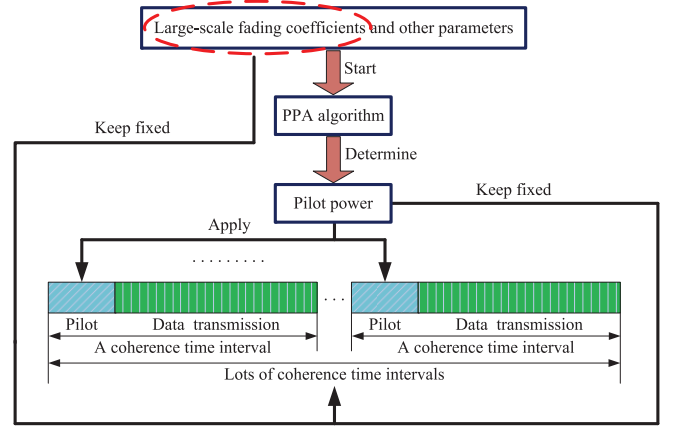 Large-scale fading coefficients and other parameters
Start
Keep fixed
PPA algorithm
Determine
Keep fixed
Pilot power
Apply
. . . . . . . . .
. . .
Pilot Data transmission Pilot Data transmission
A coherence time interval A coherence time interval
Lots of coherence time intervals